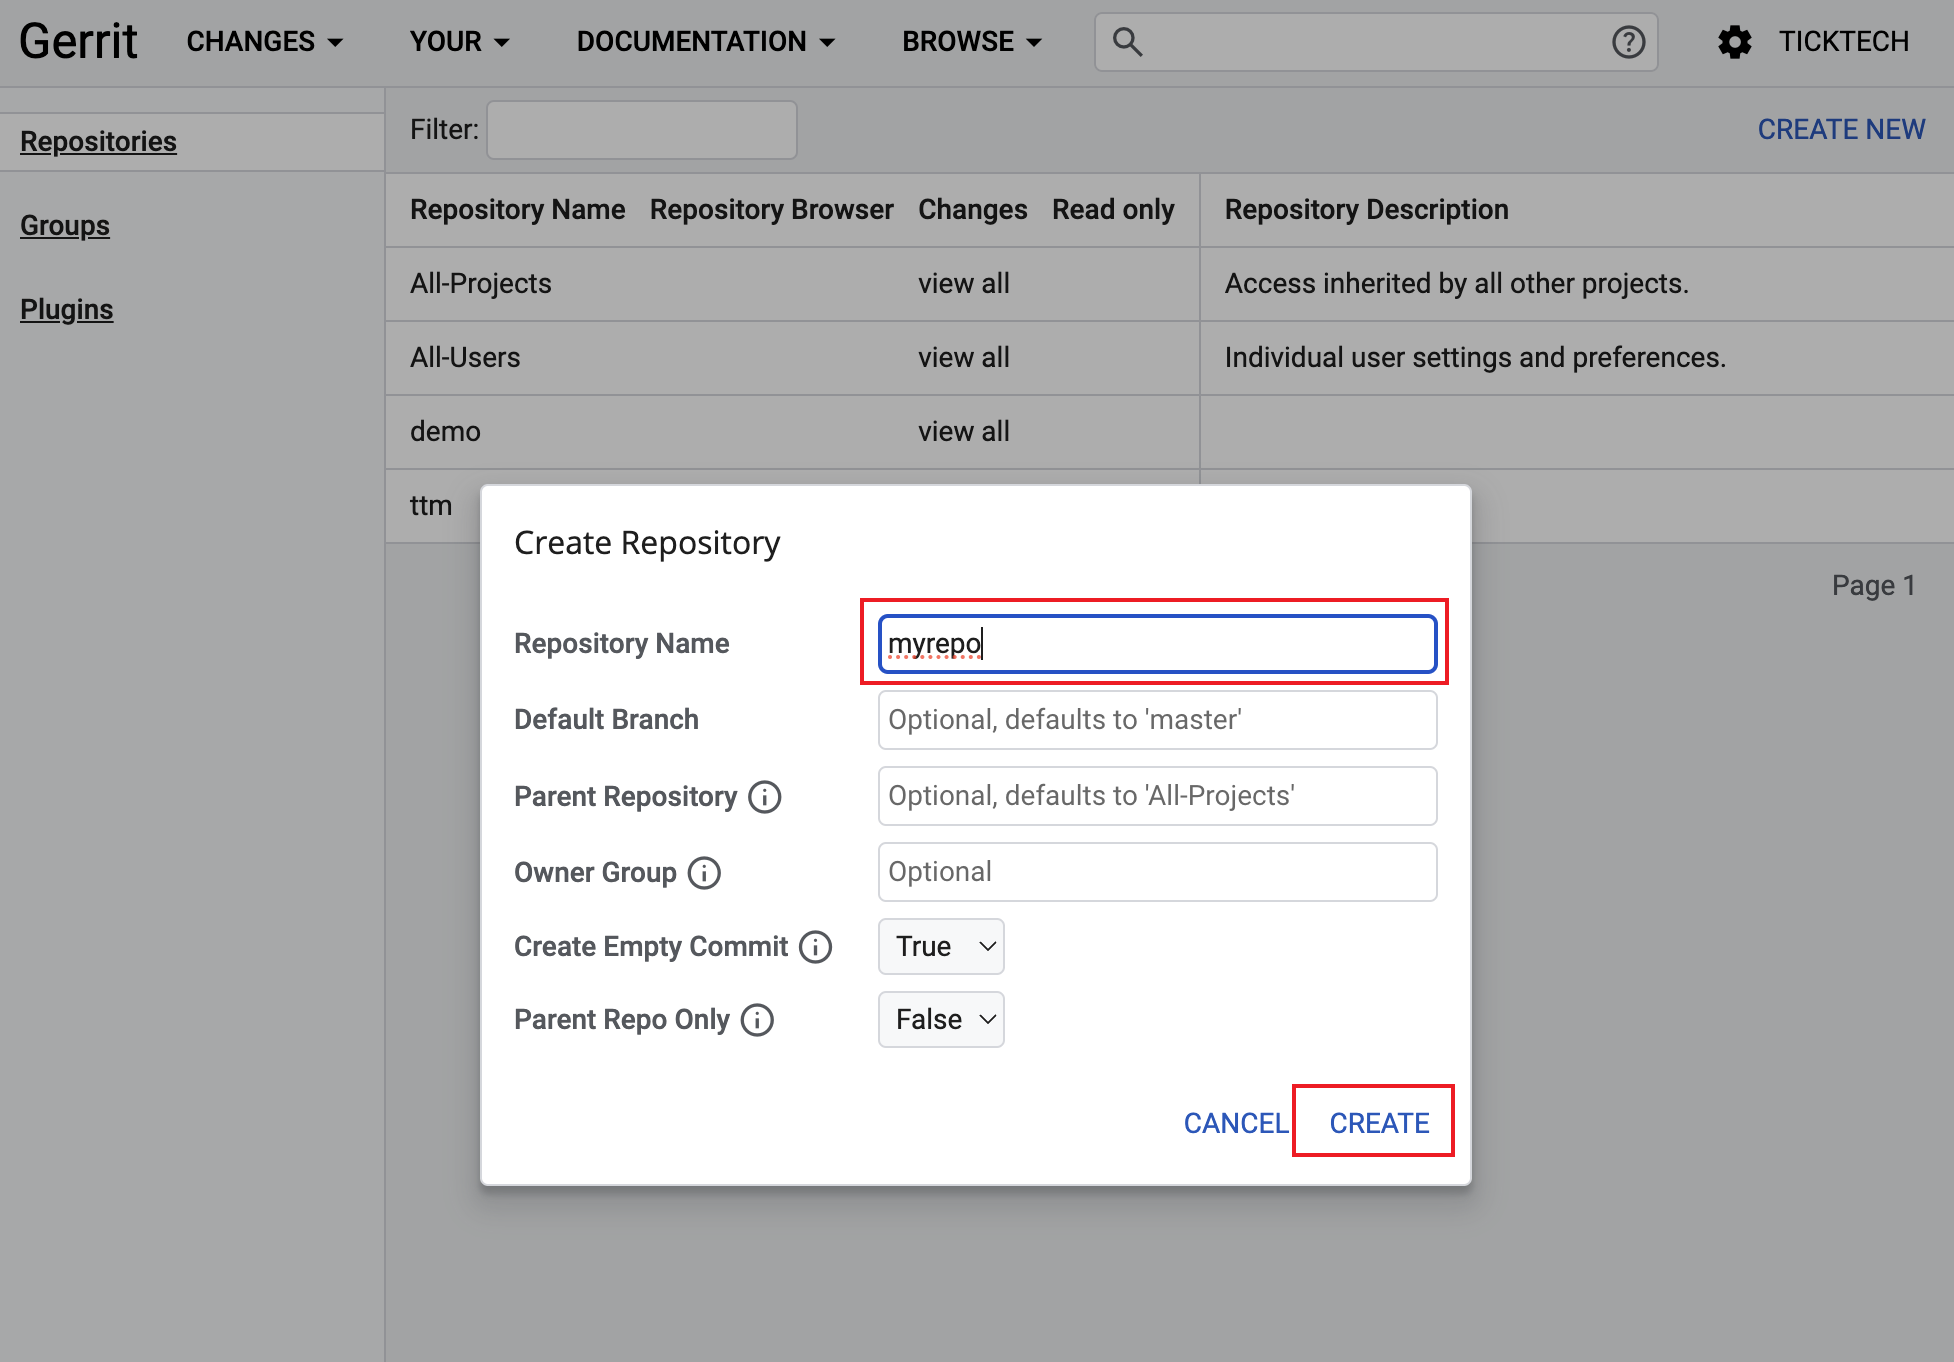 Gerrit CHANGES YOUR DOCUMENTATION BROWSE TICKTECH
Repositories
Groups
Plugins
Filter: CREATE NEW
Repository Name Repository Browser Changes Read only Repository Description
All-Projects view all Access inherited by all other projects.
All-Users view all Individual user settings and preferences.
demo view all
ttm
Page 1
Create Repository
Repository Name myrepo
Default Branch Optional, defaults to 'master'
Parent Repository Optional, defaults to 'All-Projects'
Owner Group Optional
Create Empty Commit True
Parent Repo Only False
CANCEL CREATE